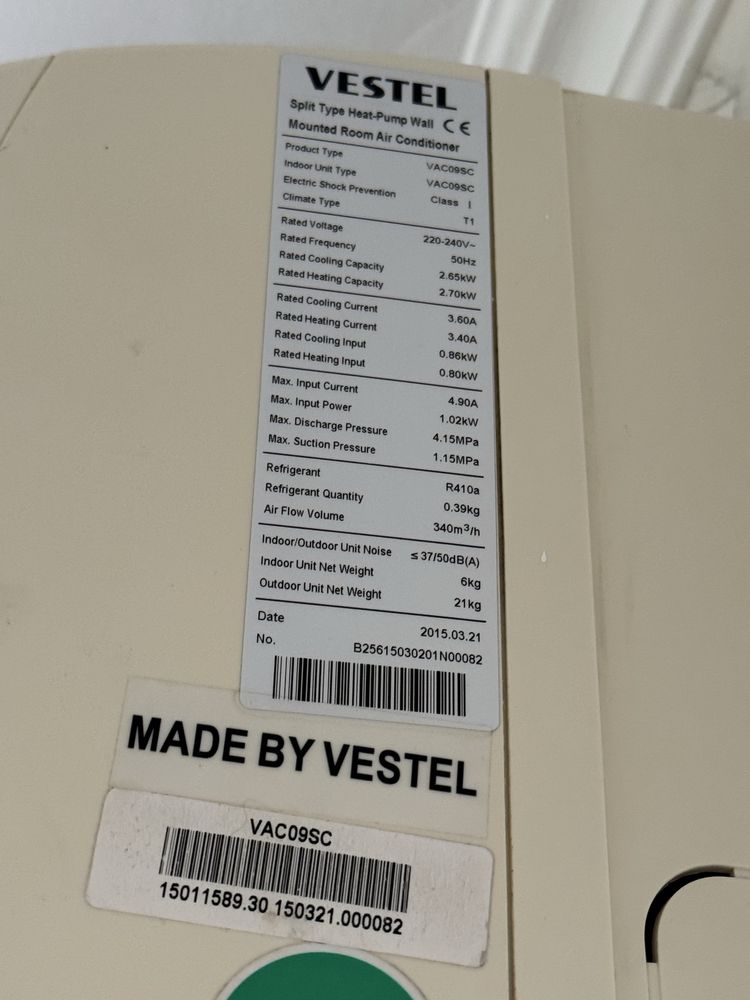 VESTEL
Split Type Heat-Pump Wall CE
Mounted Room Air Conditioner
Product Type VAC09SC
Indoor Unit Type VAC09SC
Electric Shock Prevention Class I
Climate Type T1
Rated Voltage 220-240V~
Rated Frequency 50Hz
Rated Cooling Capacity 2.65kW
Rated Heating Capacity 2.70kW
Rated Cooling Current 3.60A
Rated Heating Current 3.40A
Rated Cooling Input 0.86kW
Rated Heating Input 0.80kW
Max. Input Current 4.90A
Max. Input Power 1.02kW
Max. Discharge Pressure 4.15MPa
Max. Suction Pressure 1.15MPa
Refrigerant R410a
Refrigerant Quantity 0.39kg
Air Flow Volume 340m³/h
Indoor/Outdoor Unit Noise ≤37/50dB(A)
Indoor Unit Net Weight 6kg
Outdoor Unit Net Weight 21kg
Date 2015.03.21
No. B25615030201N00082
MADE BY VESTEL
VAC09SC
15011589.30 150321.000082